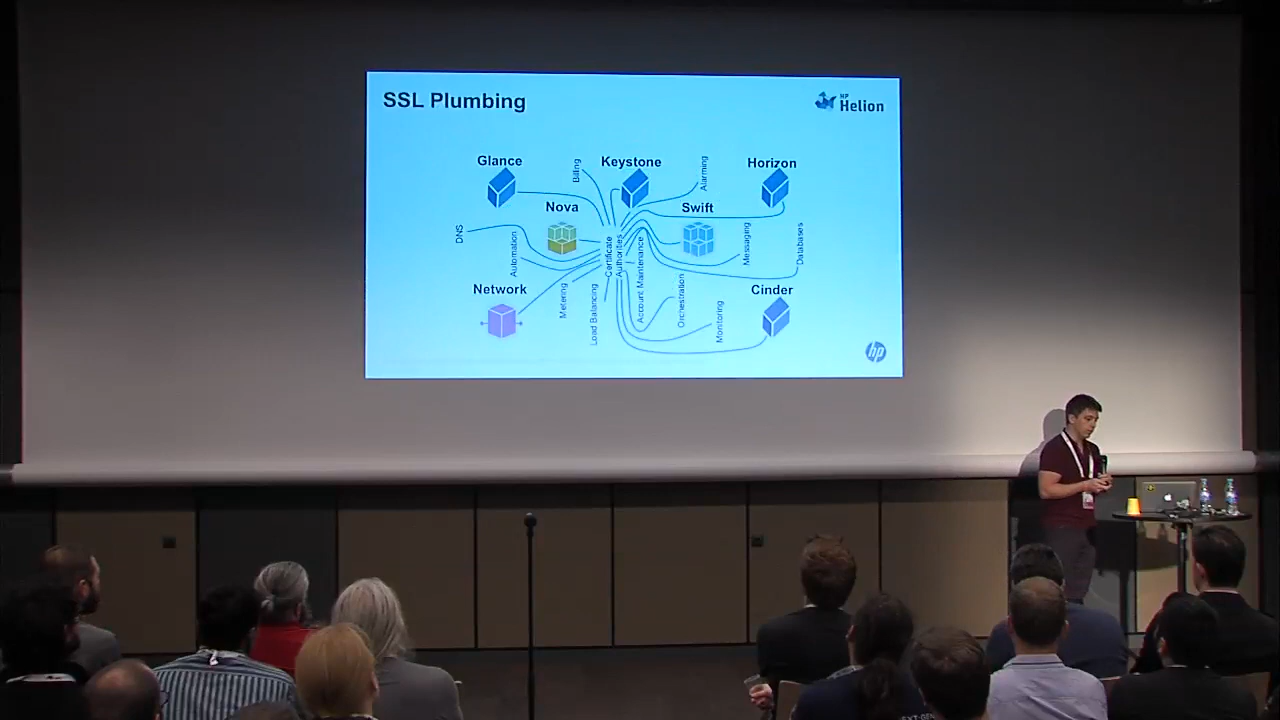 SSL Plumbing
HP
Helion
Glance
Billing
Keystone
Alarming
Horizon
Nova
Swift
DNS
Automation
Certificate
Authorities
Account Maintenance
Messaging
Databases
Network
Metering
Load Balancing
Orchestration
Monitoring
Cinder
hp